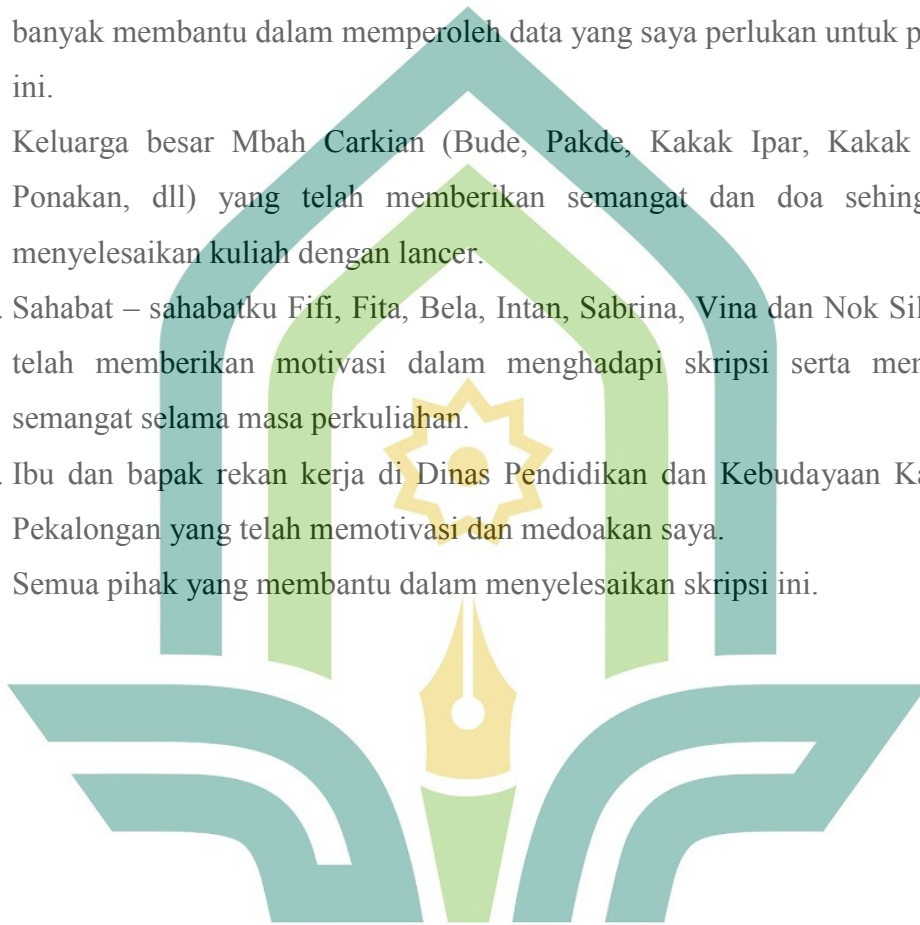 banyak membantu dalam memperoleh data yang saya perlukan untuk
ini.
Keluarga besar Mbah Carkian (Bude, Pakde, Kakak Ipar, Kakak
Ponakan, dll) yang telah memberikan semangat dan doa
menyelesaikan kuliah dengan lancer.
. Sahabat – sahabatku Fifi, Fita, Bela, Intan, Sabrina, Vina dan Nok
telah memberikan motivasi dalam menghadapi skripsi serta
semangat selama masa perkuliahan.
. Ibu dan bapak rekan kerja di Dinas Pendidikan dan Kebudayaan
Pekalongan yang telah memotivasi dan medoakan saya.
Semua pihak yang membantu dalam menyelesaikan skripsi ini.